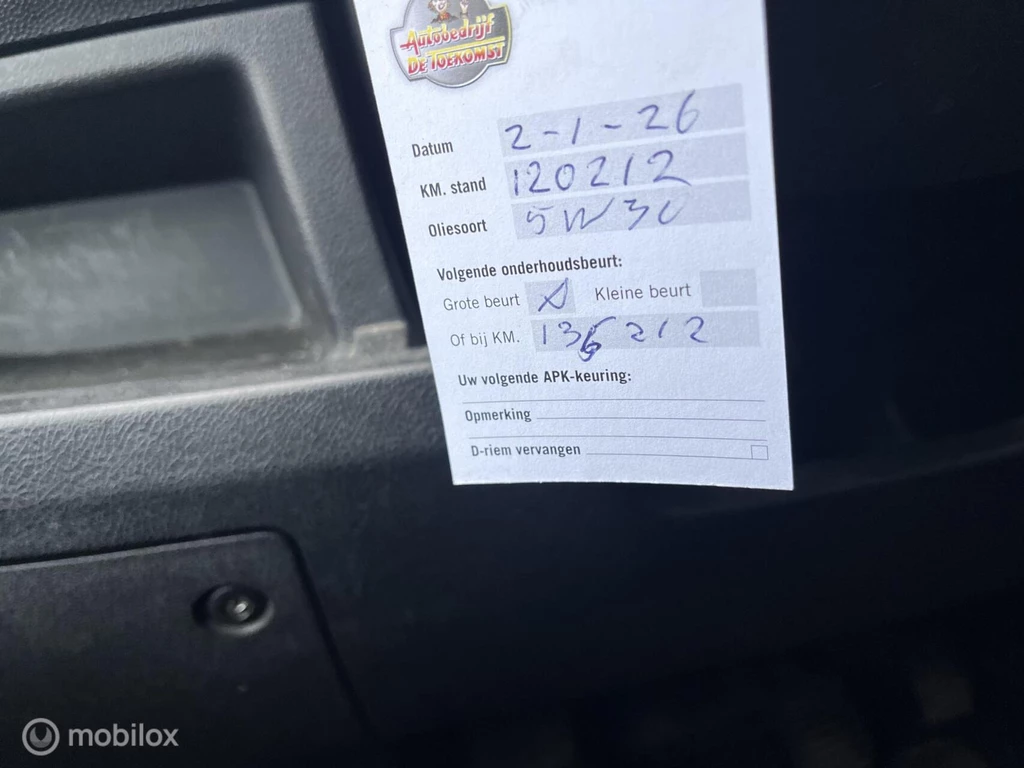 Autobedrijf
DE TOEKOMST
Datum 2-1-26
KM. stand 120212
Oliesoort 5W30
Volgende onderhoudsbeurt:
Grote beurt X Kleine beurt
Of bij KM. 135212
Uw volgende APK-keuring:
Opmerking
D-riem vervangen
mobilox